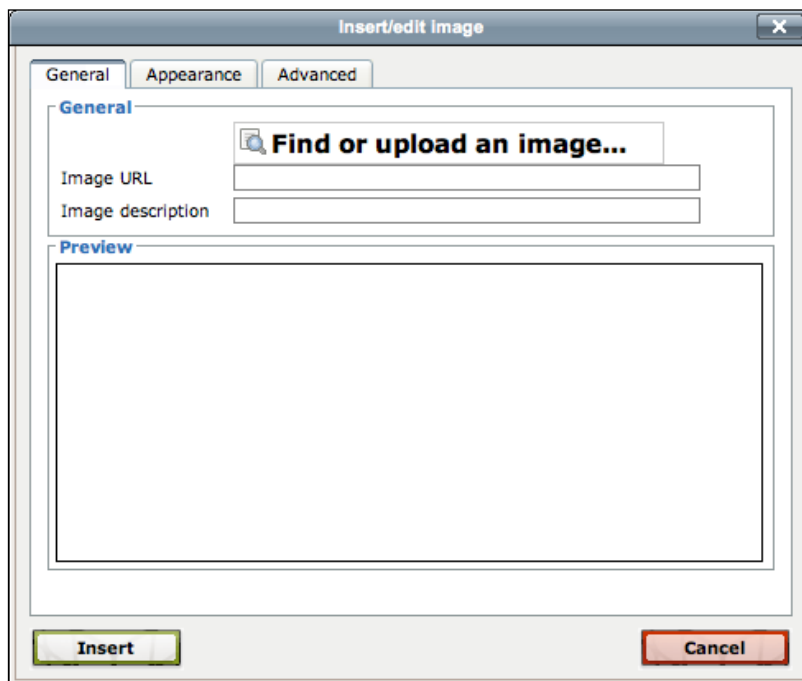 Insert/edit image
General Appearance Advanced
General
Find or upload an image...
Image URL
Image description
Preview
Insert Cancel